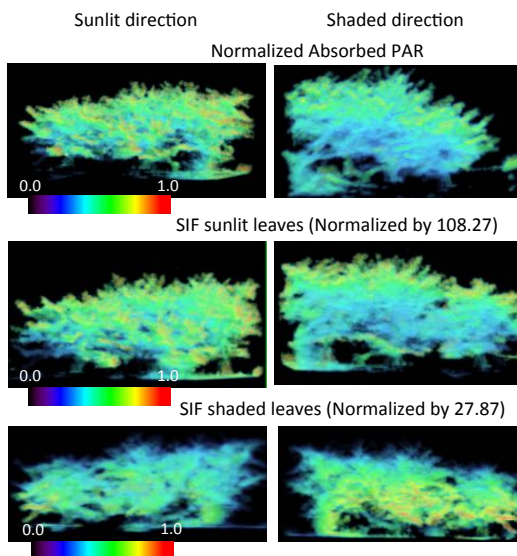 Sunlit direction Shaded direction
Normalized Absorbed PAR
0.0 1.0
SIF sunlit leaves (Normalized by 108.27)
0.0 1.0
SIF shaded leaves (Normalized by 27.87)
0.0 1.0